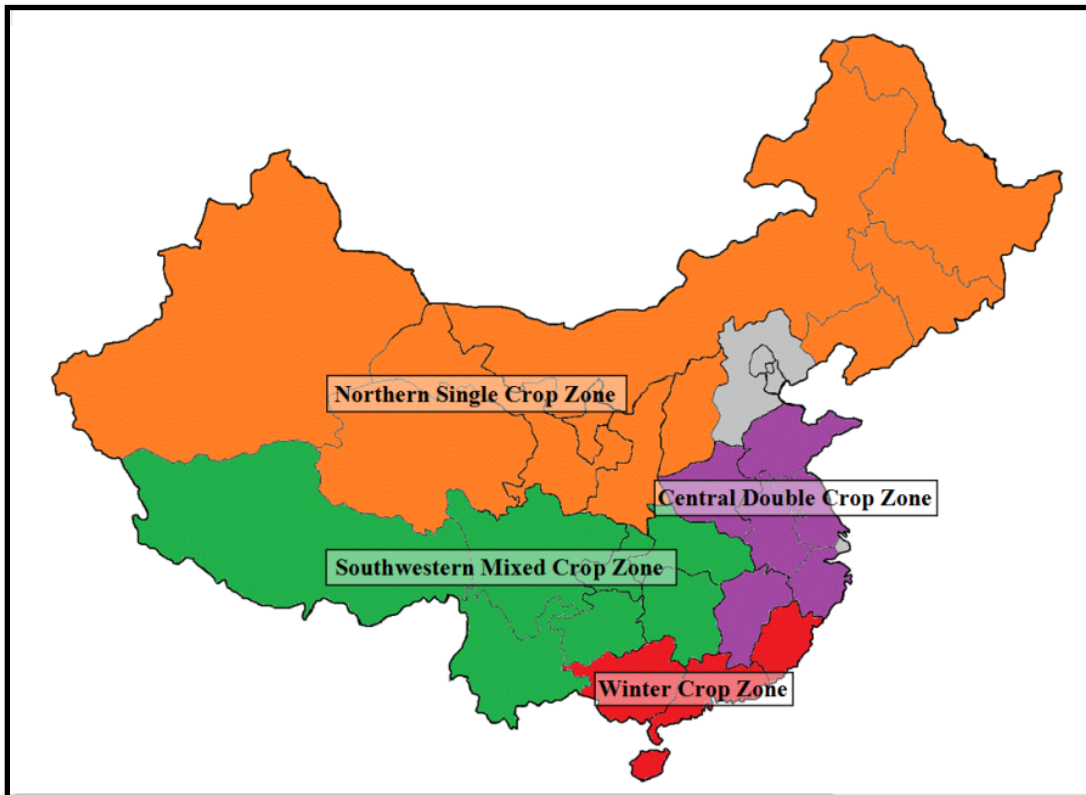 Northern Single Crop Zone
Central Double Crop Zone
Southwestern Mixed Crop Zone
Winter Crop Zone